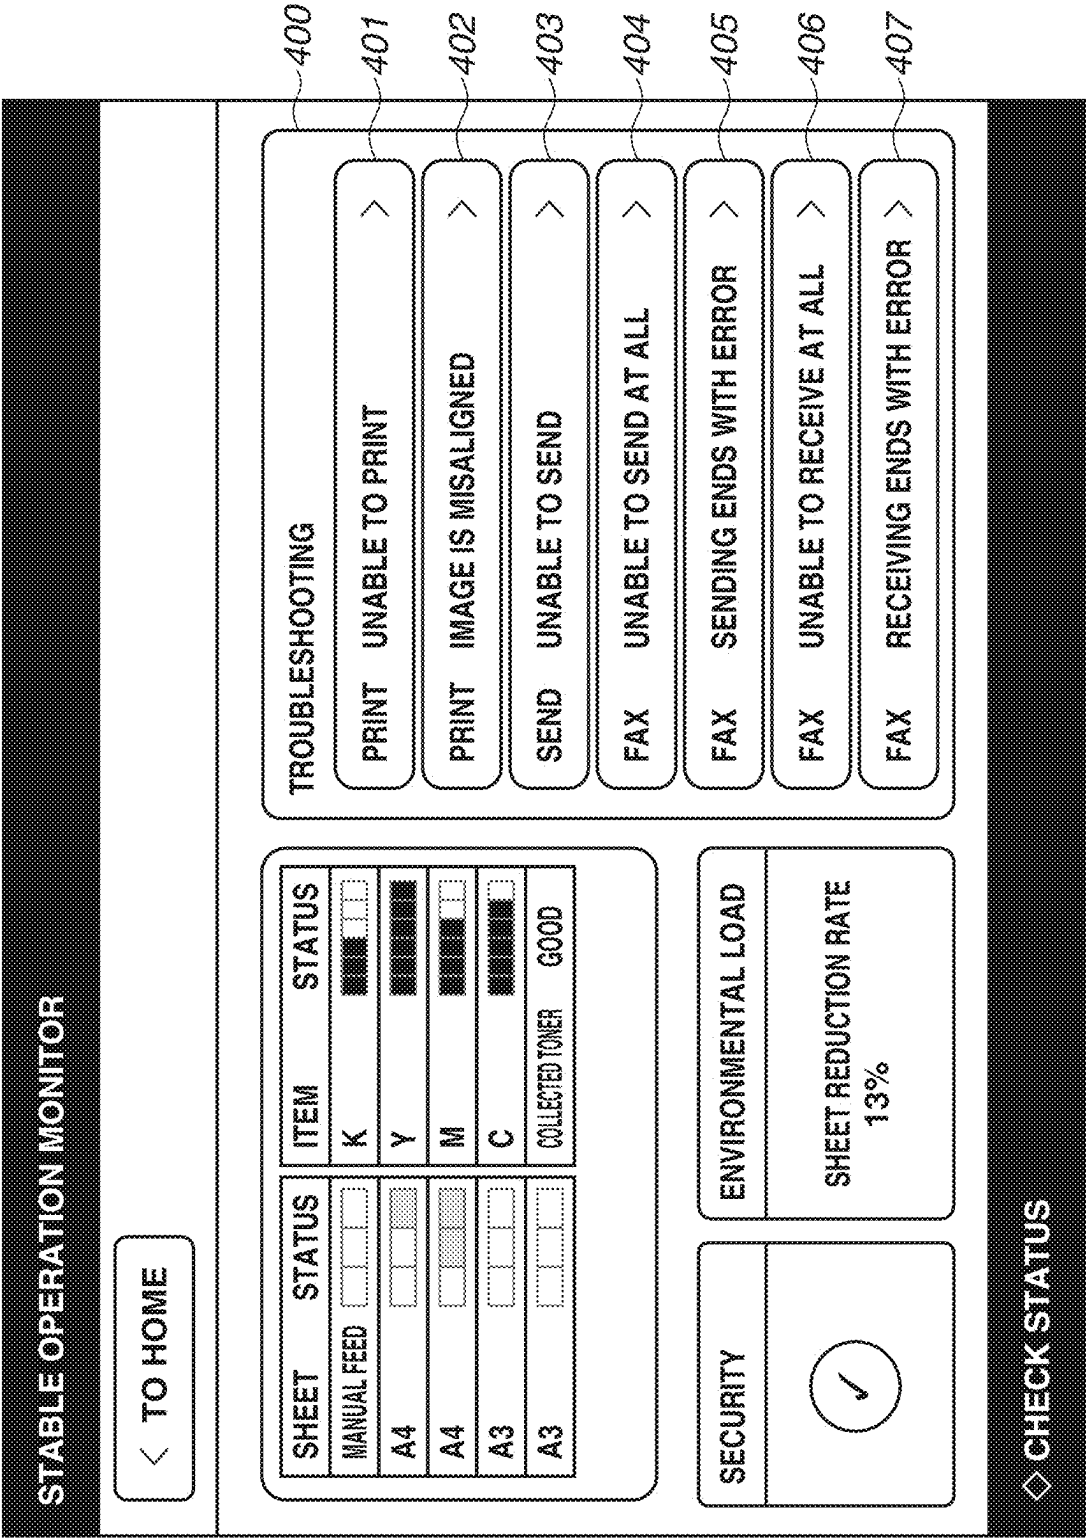 STABLE OPERATION MONITOR
< TO HOME
SHEET STATUS
MANUAL FEED
A4
A4
A3
A3
ITEM STATUS
K
Y
M
C
COLLECTED TONER GOOD
SECURITY
✓
ENVIRONMENTAL LOAD
SHEET REDUCTION RATE
13%
TROUBLESHOOTING
400
PRINT UNABLE TO PRINT >
401
PRINT IMAGE IS MISALIGNED >
402
SEND UNABLE TO SEND >
403
FAX UNABLE TO SEND AT ALL >
404
FAX SENDING ENDS WITH ERROR >
405
FAX UNABLE TO RECEIVE AT ALL >
406
FAX RECEIVING ENDS WITH ERROR >
407
◇ CHECK STATUS